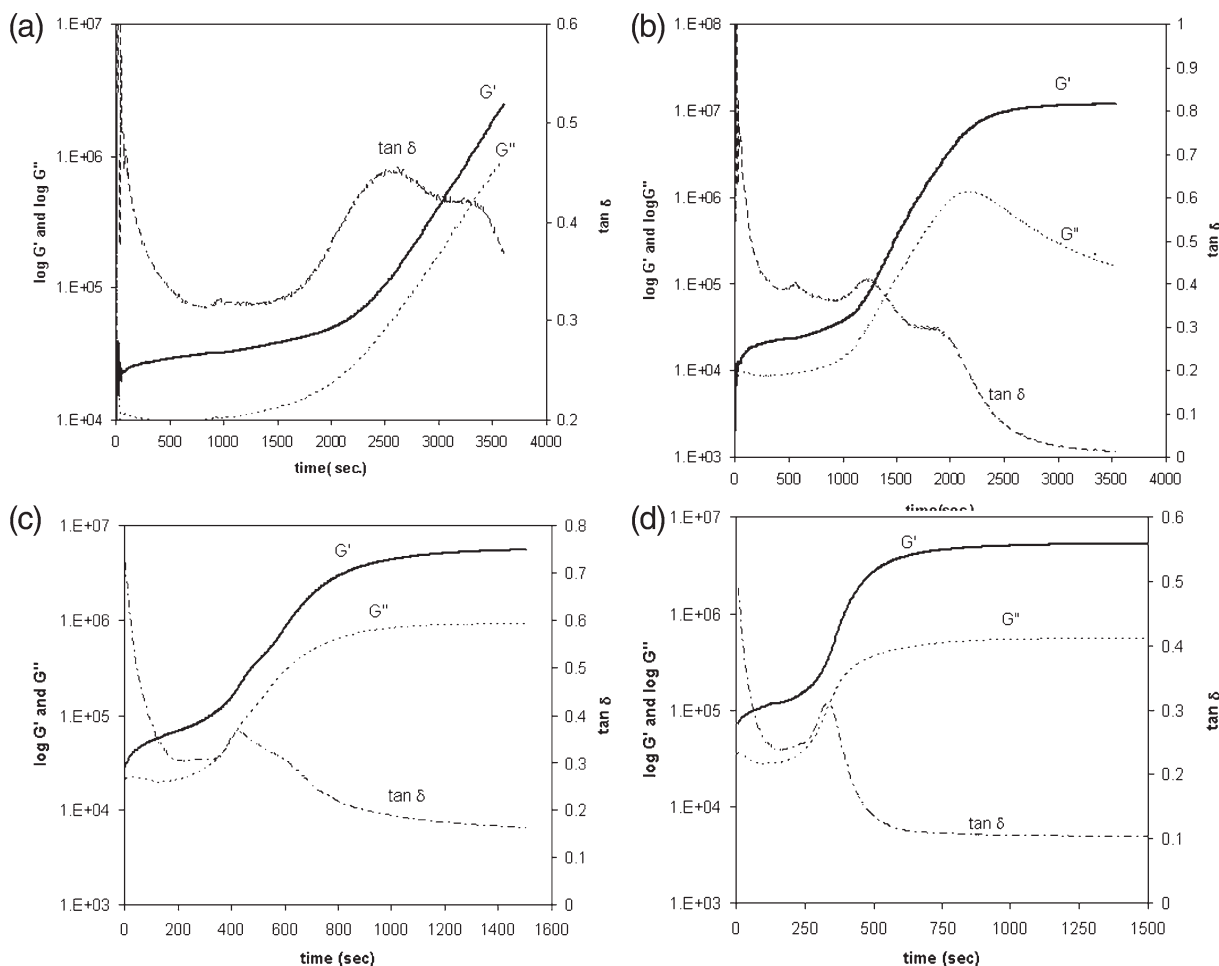 (a)
1.E+07
1.E+06
1.E+05
1.E+04
log G' and log G"
0.6
0.5
0.4
0.3
0.2
tan δ
G'
G"
tan δ
0 500 1000 1500 2000 2500 3000 3500 4000
time( sec.)
(b)
1.E+08
1.E+07
1.E+06
1.E+05
1.E+04
1.E+03
log G' and logG"
1
0.9
0.8
0.7
0.6
0.5
0.4
0.3
0.2
0.1
0
tan δ
G'
G"
tan δ
0 500 1000 1500 2000 2500 3000 3500 4000
time(sec)
(c)
1.E+07
1.E+06
1.E+05
1.E+04
1.E+03
log G' and G"
0.8
0.7
0.6
0.5
0.4
0.3
0.2
0.1
0
tan δ
G'
G"
tan δ
0 200 400 600 800 1000 1200 1400 1600
time (sec)
(d)
1.E+07
1.E+06
1.E+05
1.E+04
1.E+03
log G' and log G"
0.6
0.5
0.4
0.3
0.2
0.1
0
tan δ
G'
G"
tan δ
0 250 500 750 1000 1250 1500
time (sec)